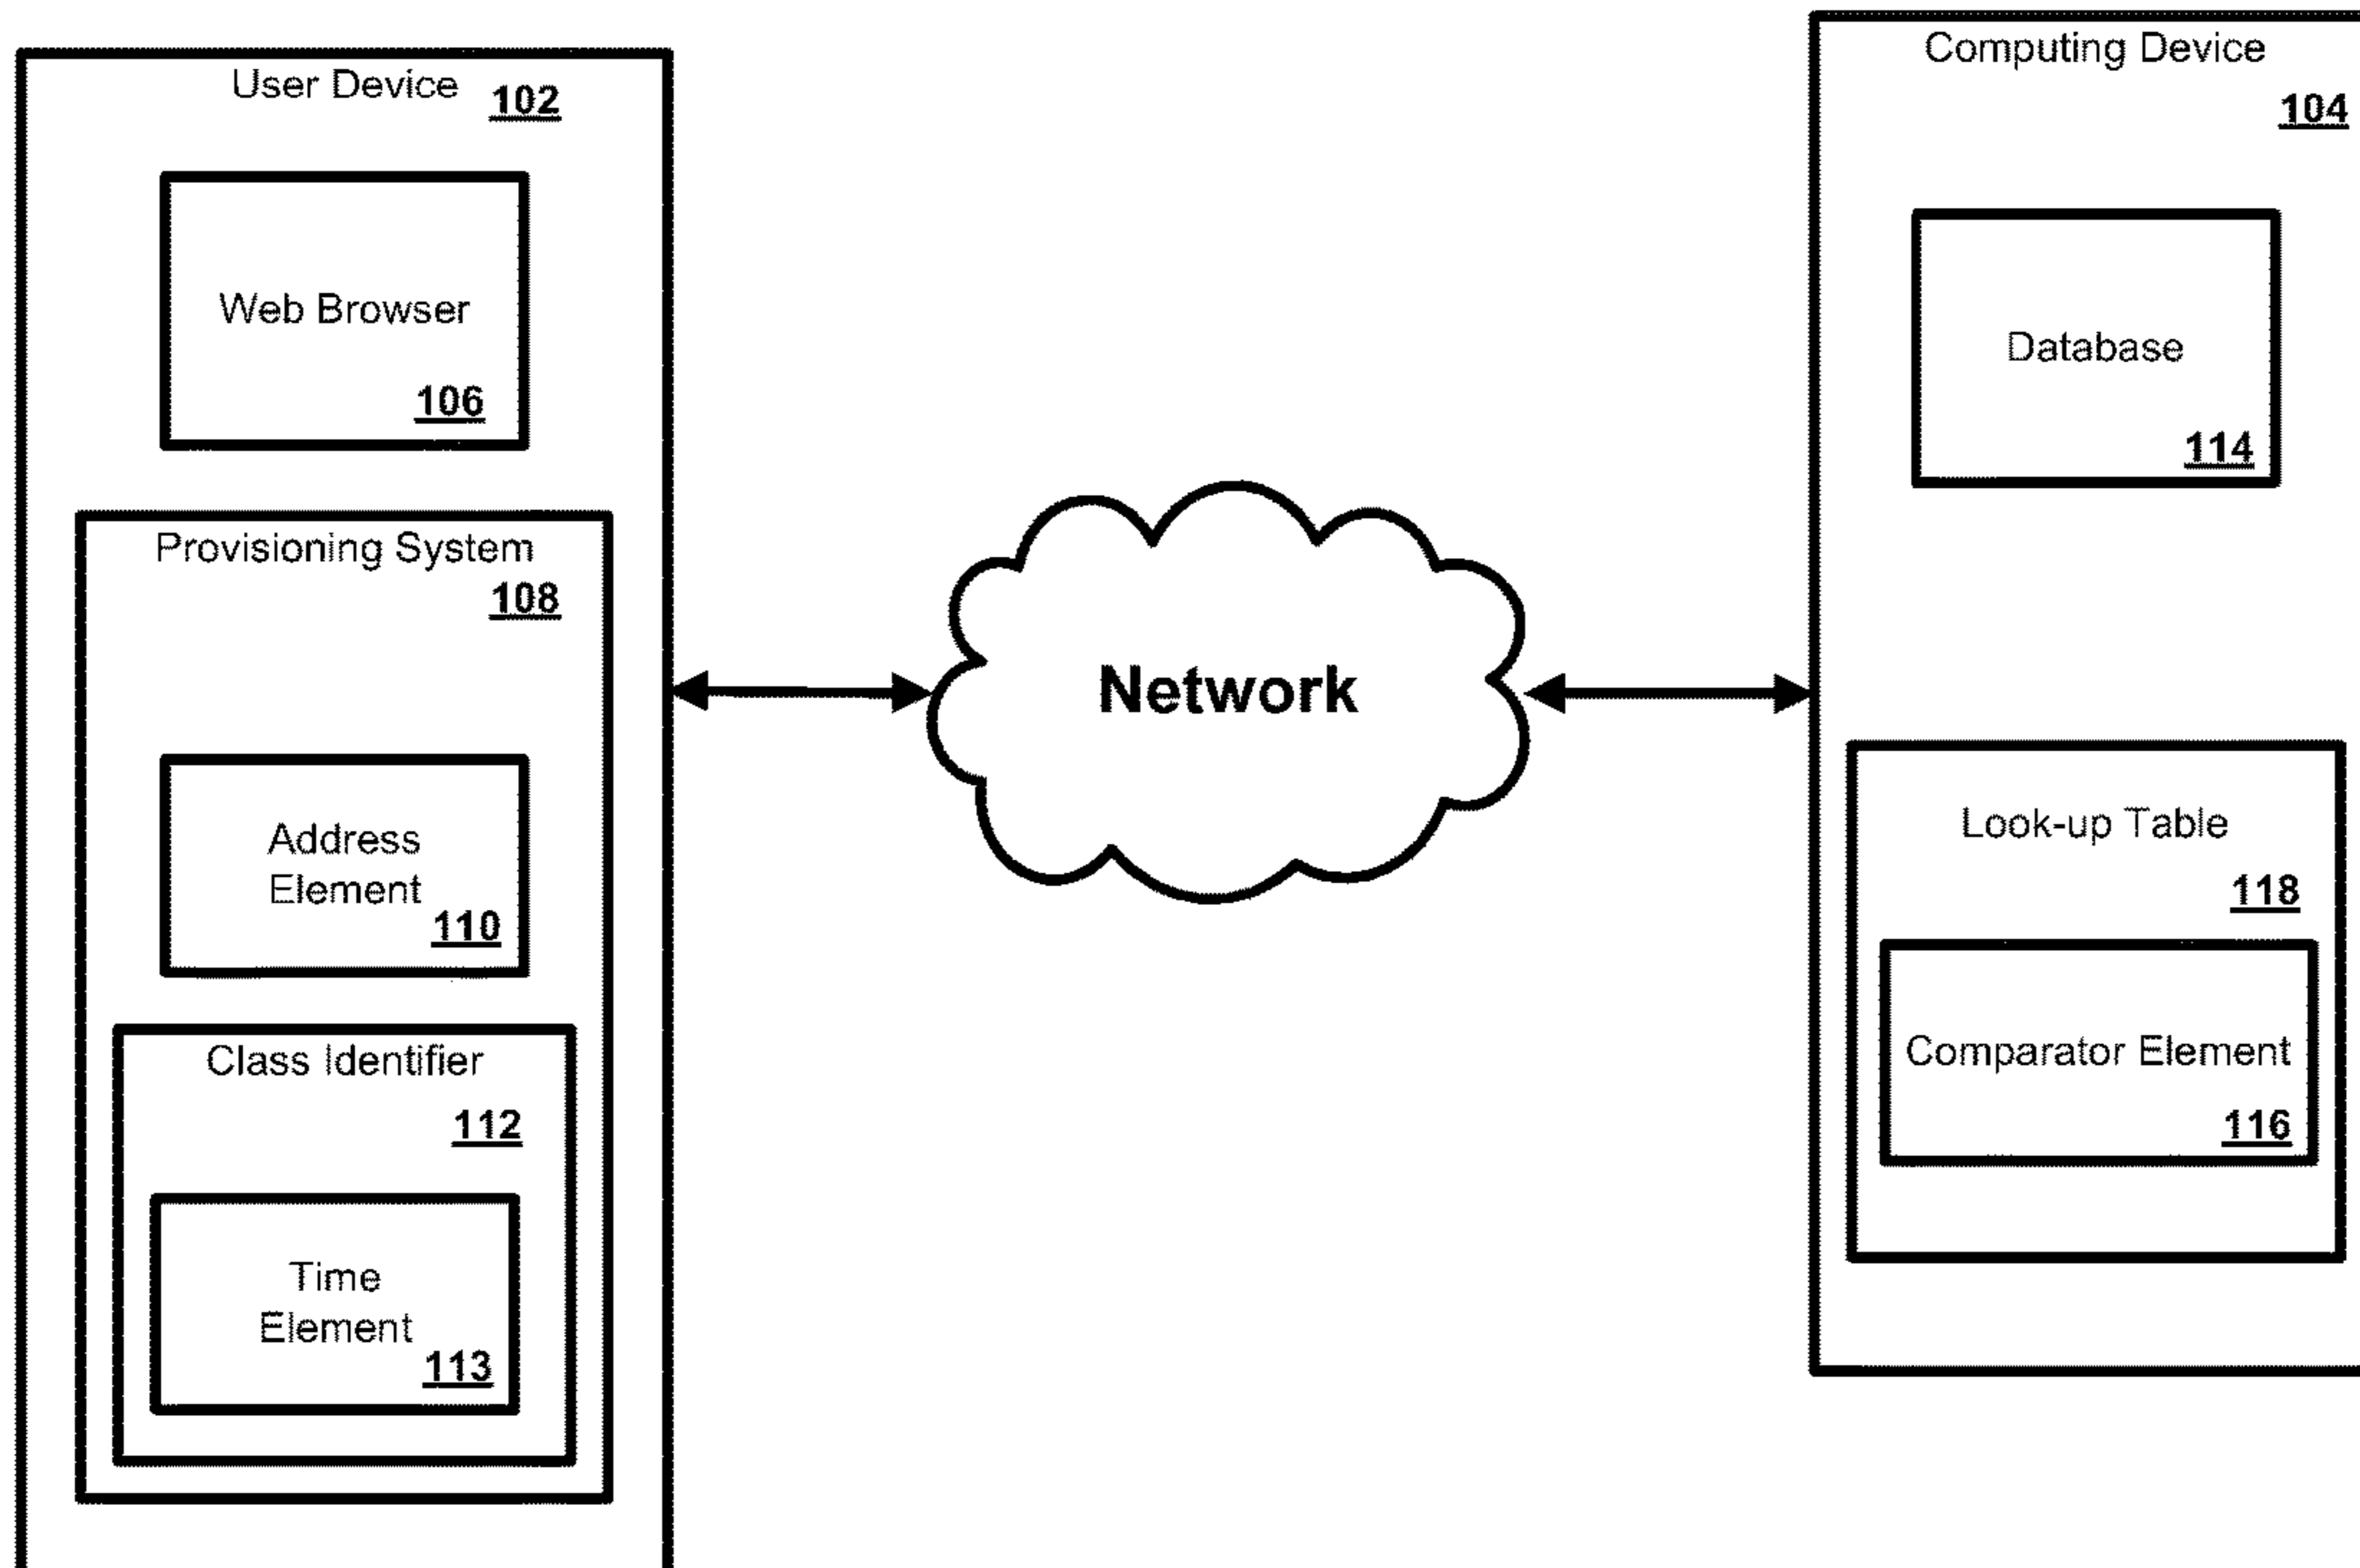 User Device
102
Web Browser
106
Provisioning System
108
Address
Element
110
Class Identifier
112
Time
Element
113
Network
Computing Device
104
Database
114
Look-up Table
118
Comparator Element
116